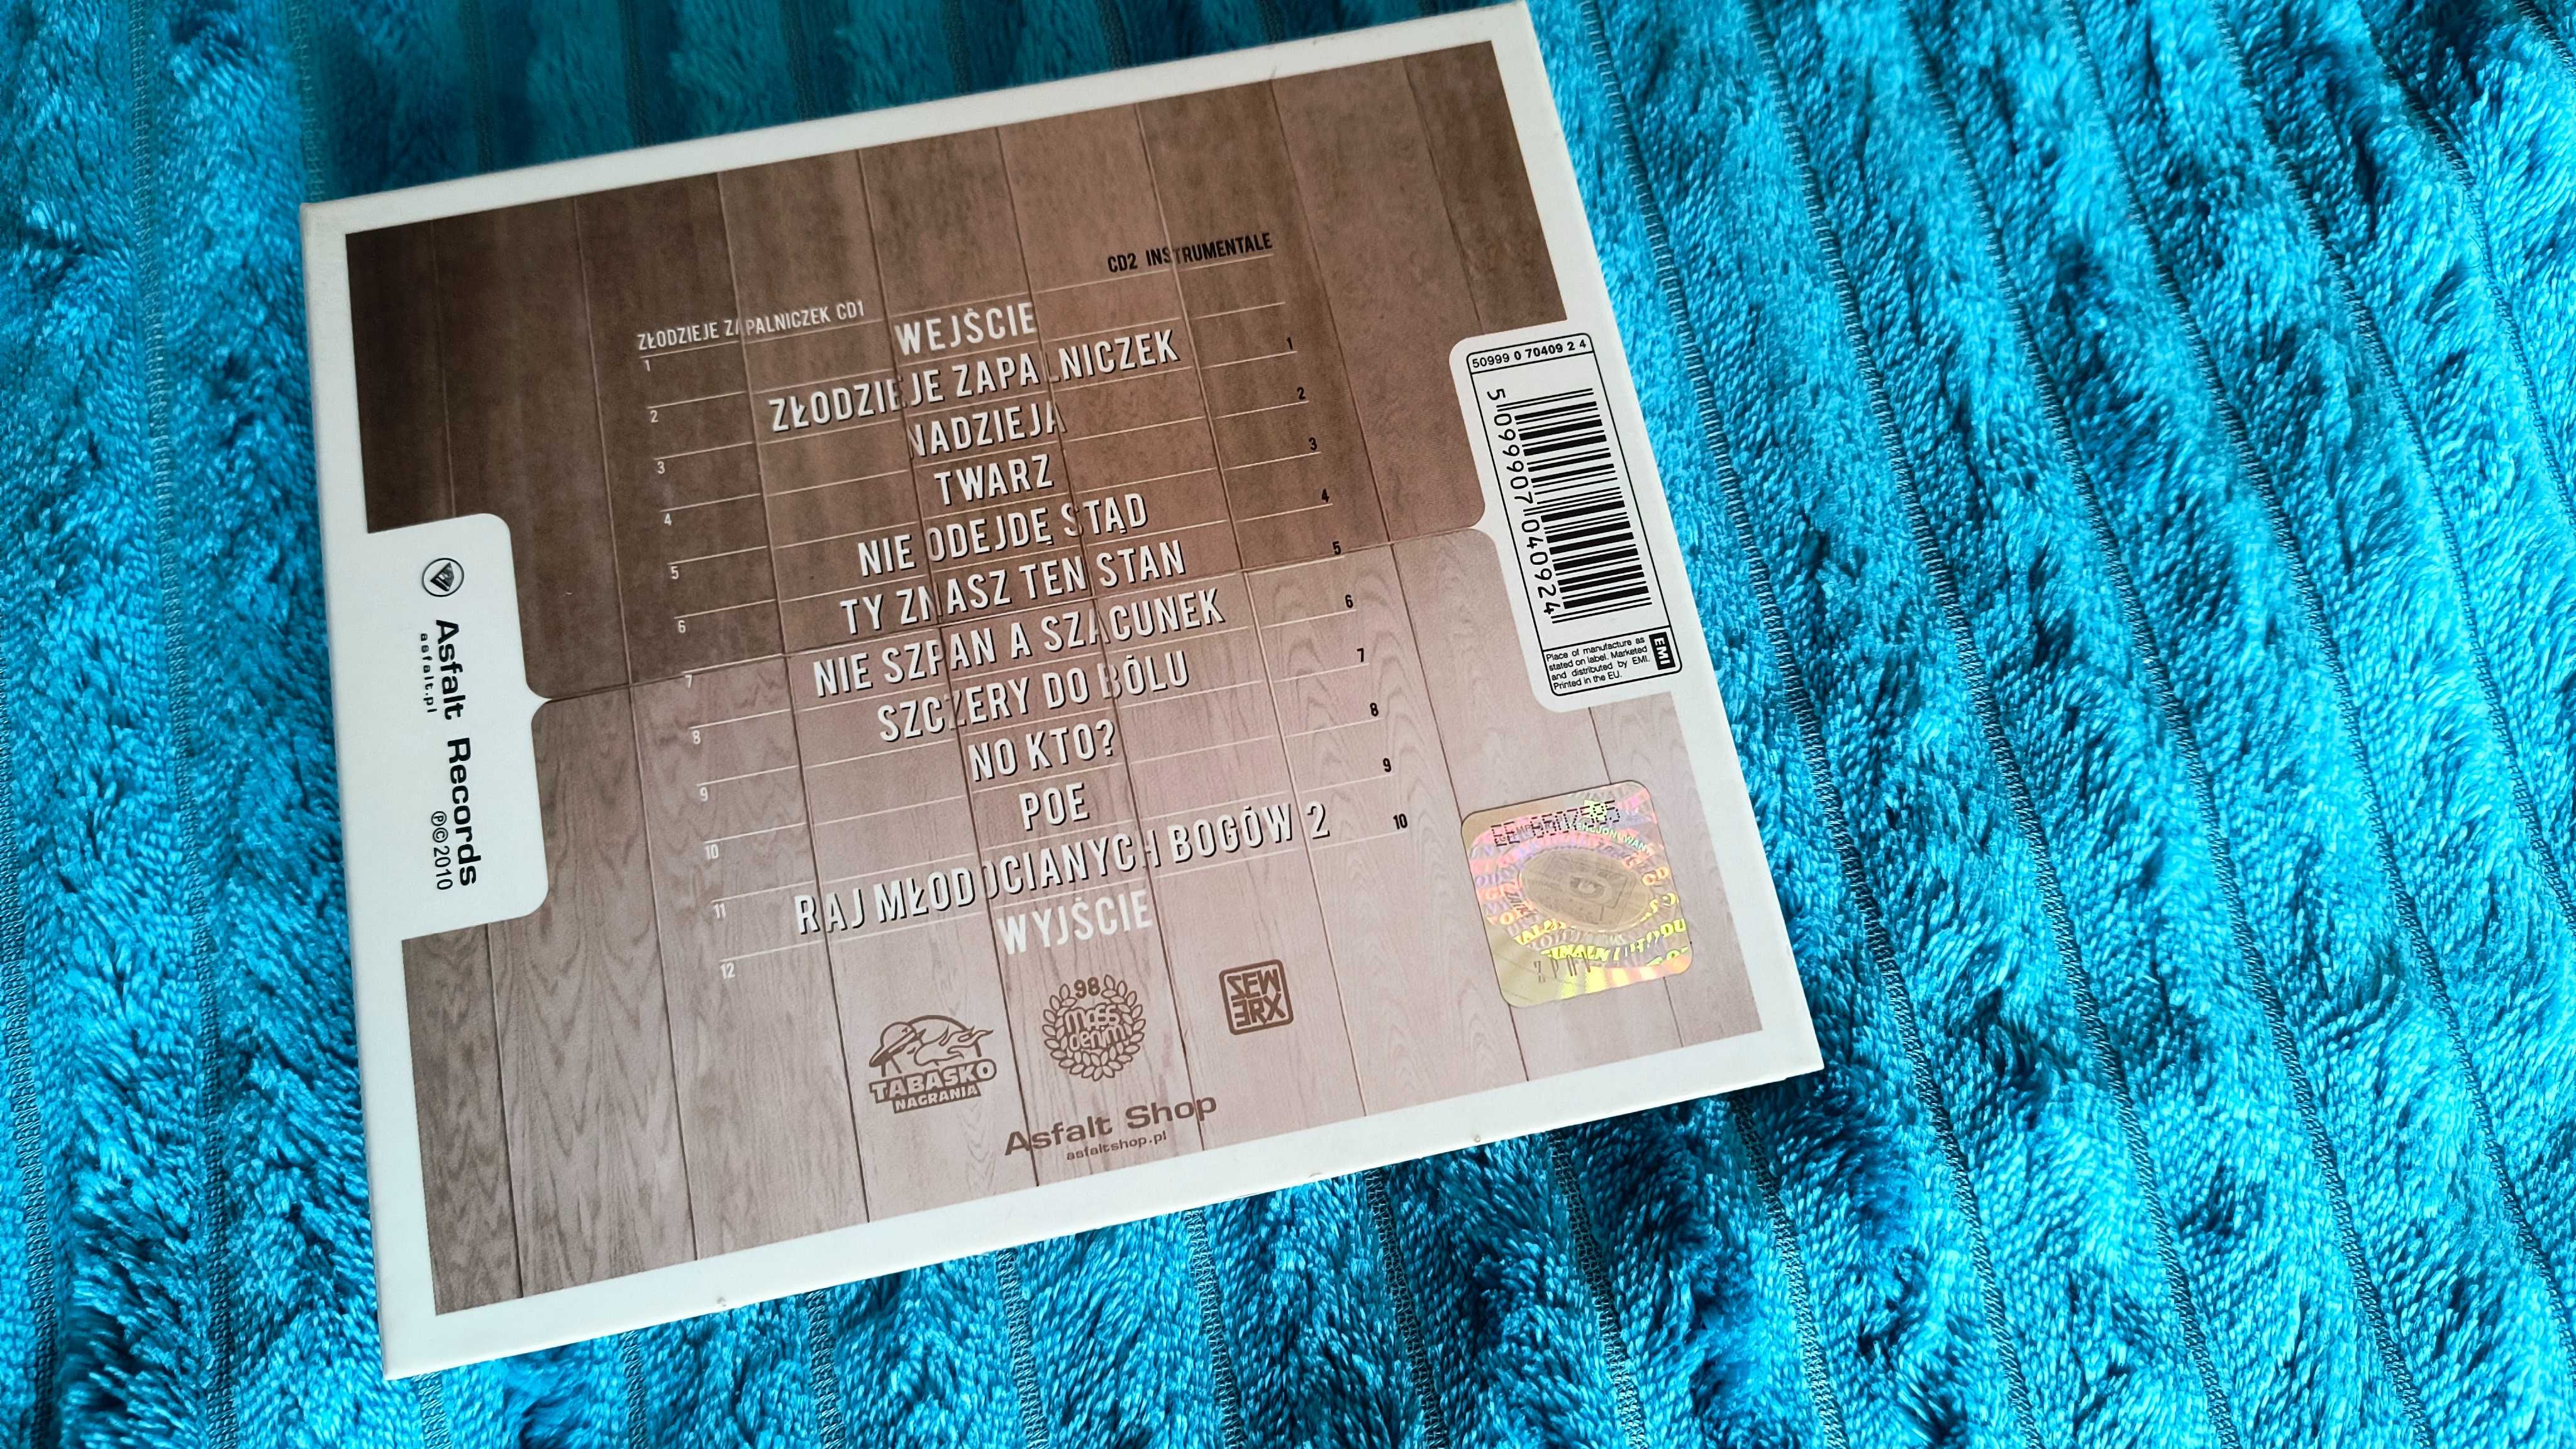 ZŁODZIEJE ZAPALNICZEK CD1
CD2 INSTRUMENTALE
1 WEJŚCIE
2 ZŁODZIEJE ZAPALNICZEK 1
3 NADZIEJA 2
4 TWARZ 3
5 NIE ODEJDĘ STĄD 4
6 TY ZNASZ TEN STAN 5
7 NIE SZPAN A SZACUNEK 6
8 SZCZERY DO BÓLU 7
9 NO KTO? 8
10 POE 9
11 RAJ MŁODOCIANYCH BOGÓW 2 10
12 WYJŚCIE
TABASKO
NAGRANIA
98
mass
denim
SEW
ERX
Asfalt Shop
asfaltshop.pl
Asfalt Records
asfalt.pl
℗©2010
50999 0 70409 2 4
5 099907 040924
Place of manufacture as
stated on label. Marketed
and distributed by EMI.
Printed in the EU.
EMI